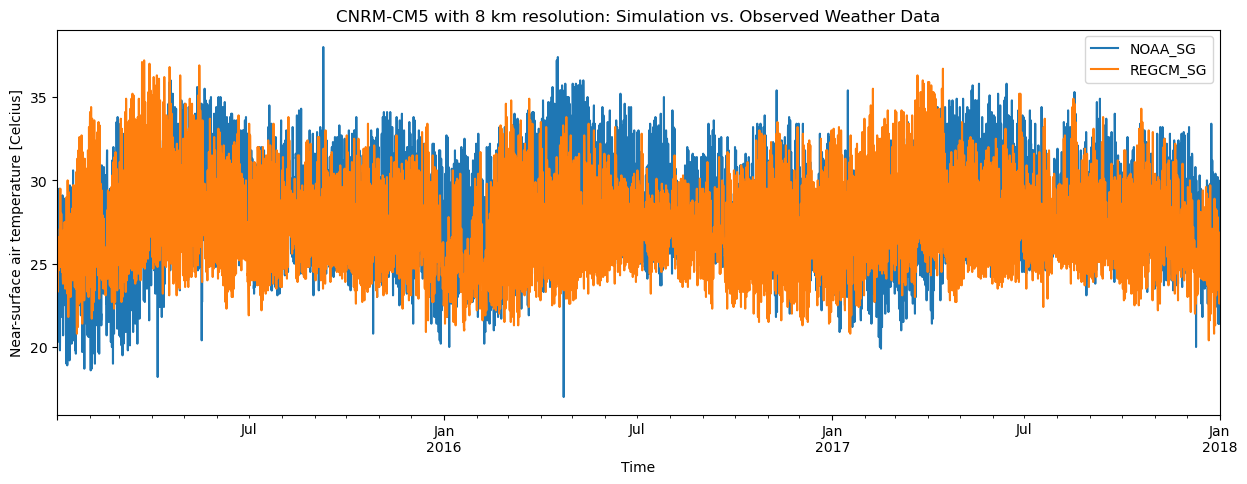 CNRM-CM5 with 8 km resolution: Simulation vs. Observed Weather Data
NOAA_SG
REGCM_SG
Near-surface air temperature [Celcius]
35
30
25
20
Jul
Jan
2016
Jul
Jan
2017
Jul
Jan
2018
Time